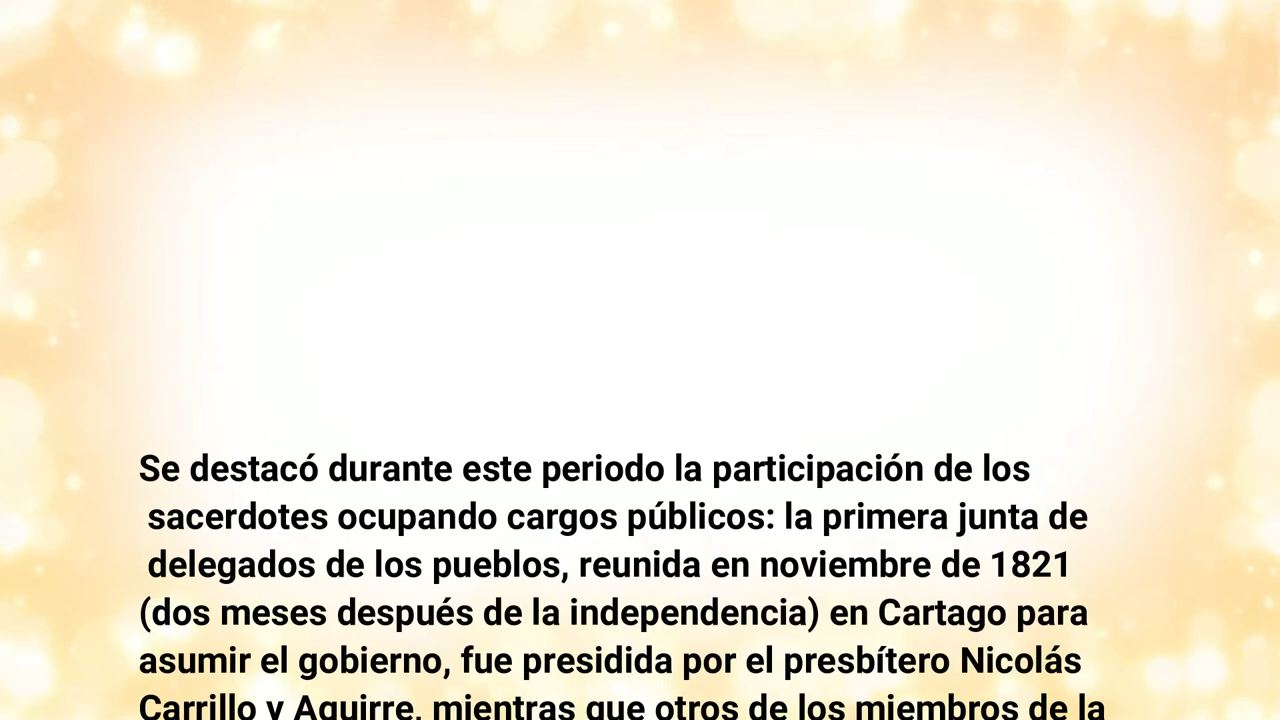 Se destacó durante este periodo la participación de los
sacerdotes ocupando cargos públicos: la primera junta de
delegados de los pueblos, reunida en noviembre de 1821
(dos meses después de la independencia) en Cartago para
asumir el gobierno, fue presidida por el presbítero Nicolás
Carrillo y Aguirre, mientras que otros de los miembros de la